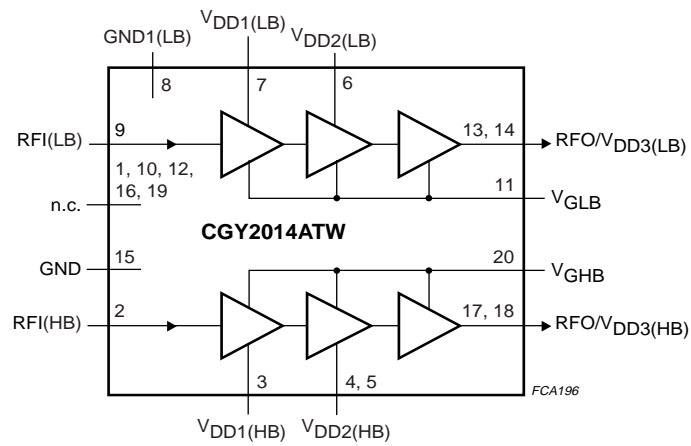 VDD1(LB)
GND1(LB)
VDD2(LB)
8
7
6
RFI(LB)
9
13, 14
RFO/VDD3(LB)
1, 10, 12,
16, 19
n.c.
11
VGLB
CGY2014ATW
GND
15
20
VGHB
RFI(HB)
2
17, 18
RFO/VDD3(HB)
3
4, 5
FCA196
VDD1(HB)
VDD2(HB)